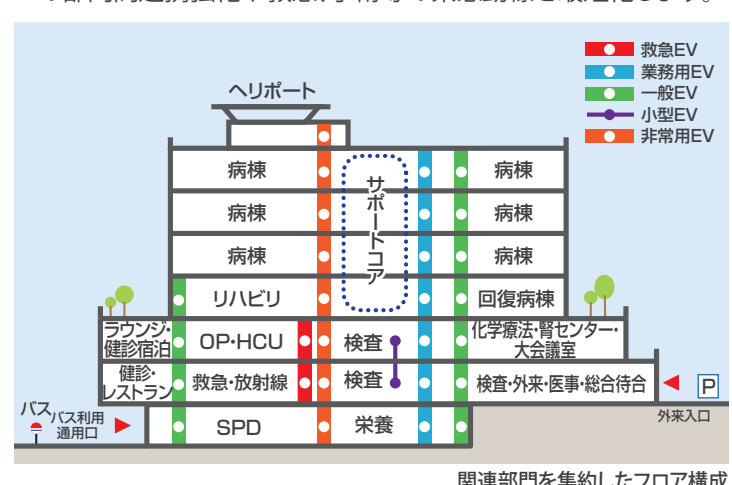 救急EV
業務用EV
一般EV
小型EV
非常用EV
ヘリポート
病棟
病棟
病棟
病棟
病棟
病棟
サポートコア
リハビリ
回復病棟
ラウンジ・
健診宿泊
OP・HCU
検査
化学療法・腎センター・
大会議室
健診・
レストラン
救急・放射線
検査
検査・外来・医事・総合待合
P
外来入口
バス
バス利用
通用口
SPD
栄養
関連部門を集約したフロア構成